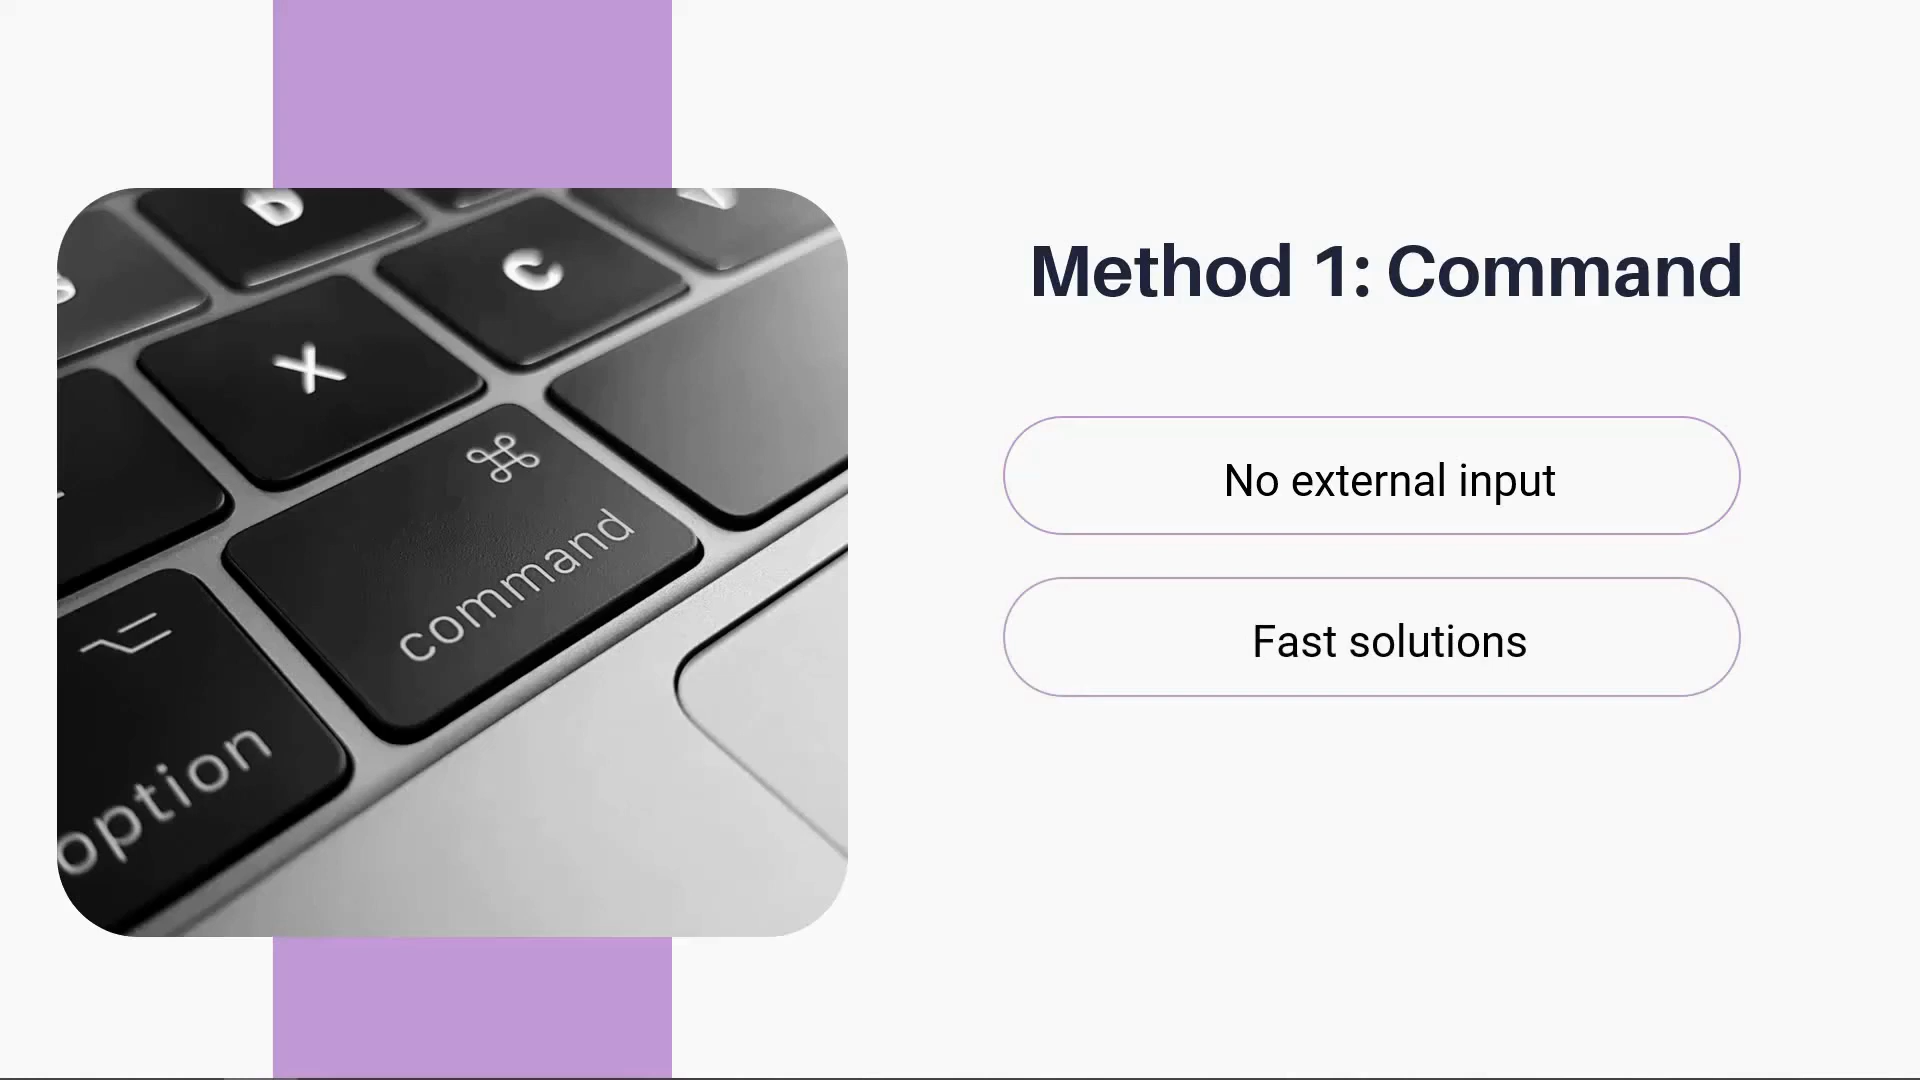 Method 1: Command
No external input
Fast solutions
C
X
⌘
command
option